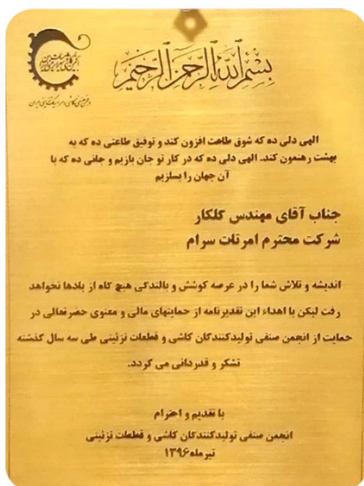 بسم الله الرحمن الرحیم
الهی دلی ده که شوق طاعت افزون کند و توفیق طاعتی ده که به
بهشت رهنمون کند. الهی دلی ده که در کار تو جان بازیم و جانی ده که با
آن جهان را بسازیم
جناب آقای مهندس کلکار
شرکت محترم امرتات سرام
اندیشه و تلاش شما را در عرصه کوشش و بالندگی هیچ گاه از یادها نخواهد
رفت لیکن با اهداء این تقدیرنامه از حمایتهای مالی و معنوی حضرتعالی در
حمایت از انجمن صنفی تولیدکنندگان کاشی و قطعات تزئینی طی سه سال گذشته
تشکر و قدردانی می گردد.
با تقدیم و احترام
انجمن صنفی تولیدکنندگان کاشی و قطعات تزئینی
تیرماه ۱۳۹۶